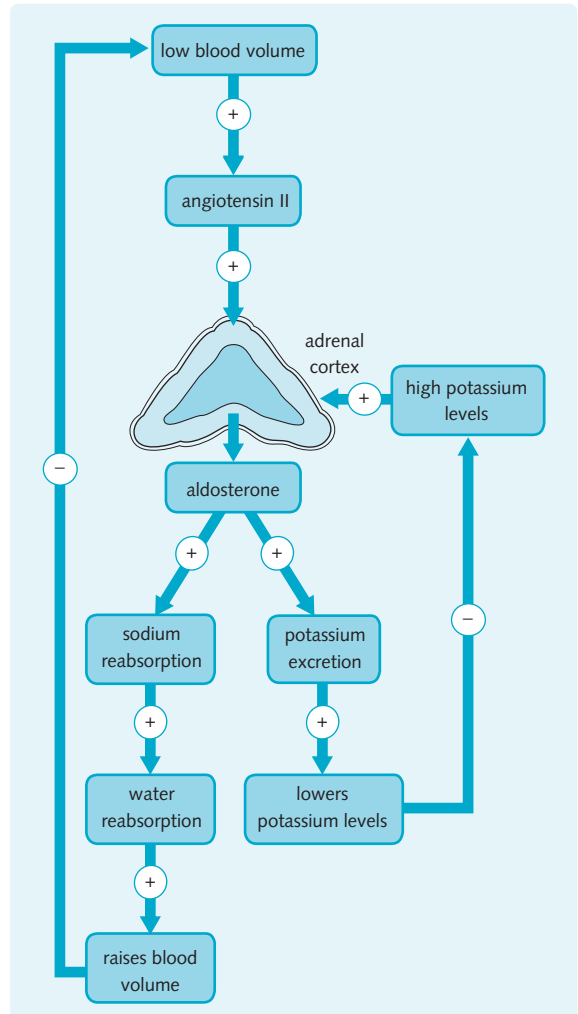 low blood volume
+
angiotensin II
+
adrenal
cortex
high potassium
levels
+
aldosterone
−
+
+
sodium
reabsorption
potassium
excretion
−
+
+
water
reabsorption
lowers
potassium levels
+
raises blood
volume